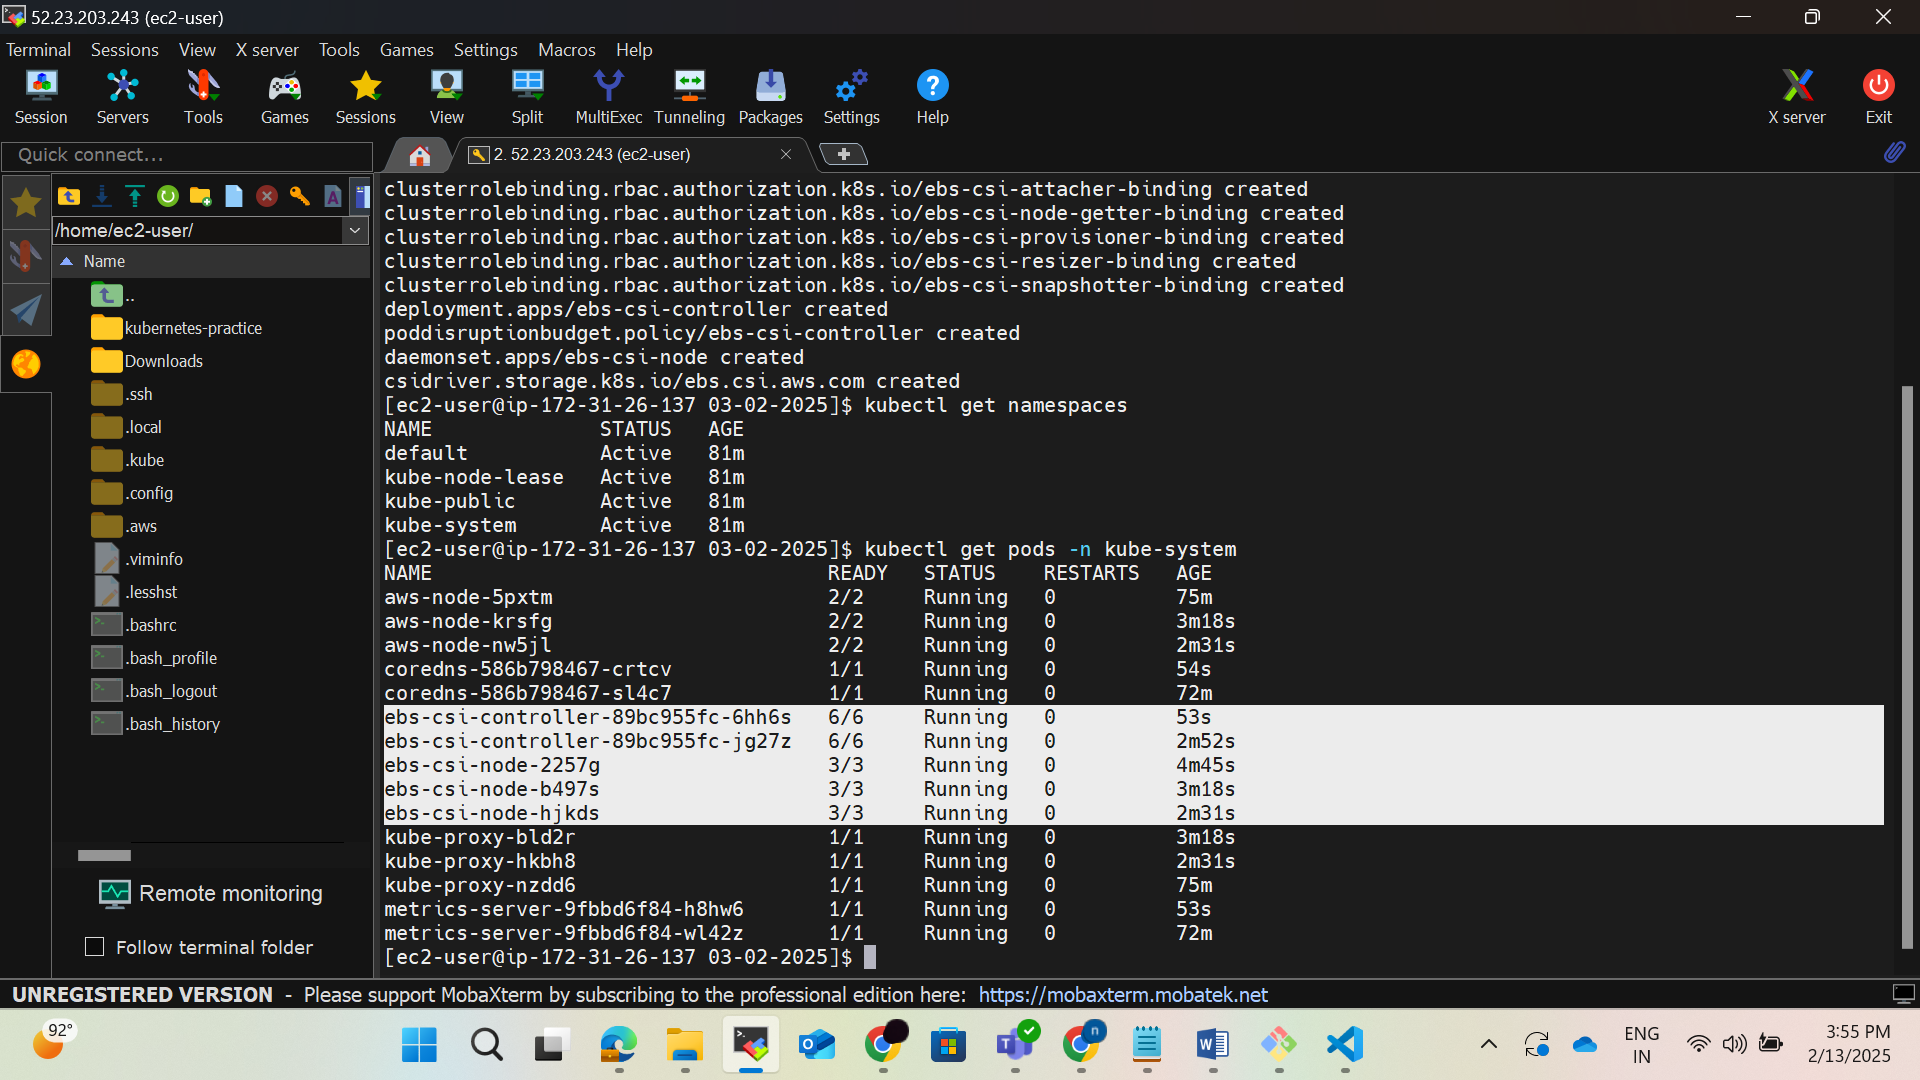 52.23.203.243 (ec2-user)
Terminal Sessions View X server Tools Games Settings Macros Help
Session Servers Tools Games Sessions View Split MultiExec Tunneling Packages Settings Help X server Exit
Quick connect...
2. 52.23.203.243 (ec2-user)
/home/ec2-user/
Name
..
kubernetes-practice
Downloads
.ssh
.local
.kube
.config
.aws
.viminfo
.lesshst
.bashrc
.bash_profile
.bash_logout
.bash_history
Remote monitoring
Follow terminal folder
clusterrolebinding.rbac.authorization.k8s.io/ebs-csi-attacher-binding created
clusterrolebinding.rbac.authorization.k8s.io/ebs-csi-node-getter-binding created
clusterrolebinding.rbac.authorization.k8s.io/ebs-csi-provisioner-binding created
clusterrolebinding.rbac.authorization.k8s.io/ebs-csi-resizer-binding created
clusterrolebinding.rbac.authorization.k8s.io/ebs-csi-snapshotter-binding created
deployment.apps/ebs-csi-controller created
poddisruptionbudget.policy/ebs-csi-controller created
daemonset.apps/ebs-csi-node created
csidriver.storage.k8s.io/ebs.csi.aws.com created
[ec2-user@ip-172-31-26-137 03-02-2025]$ kubectl get namespaces
NAME STATUS AGE
default Active 81m
kube-node-lease Active 81m
kube-public Active 81m
kube-system Active 81m
[ec2-user@ip-172-31-26-137 03-02-2025]$ kubectl get pods -n kube-system
NAME READY STATUS RESTARTS AGE
aws-node-5pxtm 2/2 Running 0 75m
aws-node-krsfg 2/2 Running 0 3m18s
aws-node-nw5jl 2/2 Running 0 2m31s
coredns-586b798467-crtcv 1/1 Running 0 54s
coredns-586b798467-sl4c7 1/1 Running 0 72m
ebs-csi-controller-89bc955fc-6hh6s 6/6 Running 0 53s
ebs-csi-controller-89bc955fc-jg27z 6/6 Running 0 2m52s
ebs-csi-node-2257g 3/3 Running 0 4m45s
ebs-csi-node-b497s 3/3 Running 0 3m18s
ebs-csi-node-hjkds 3/3 Running 0 2m31s
kube-proxy-bld2r 1/1 Running 0 3m18s
kube-proxy-hkbh8 1/1 Running 0 2m31s
kube-proxy-nzdd6 1/1 Running 0 75m
metrics-server-9fbbd6f84-h8hw6 1/1 Running 0 53s
metrics-server-9fbbd6f84-wl42z 1/1 Running 0 72m
[ec2-user@ip-172-31-26-137 03-02-2025]$
UNREGISTERED VERSION - Please support MobaXterm by subscribing to the professional edition here: https://mobaxterm.mobatek.net
92°
ENG
IN
3:55 PM
2/13/2025